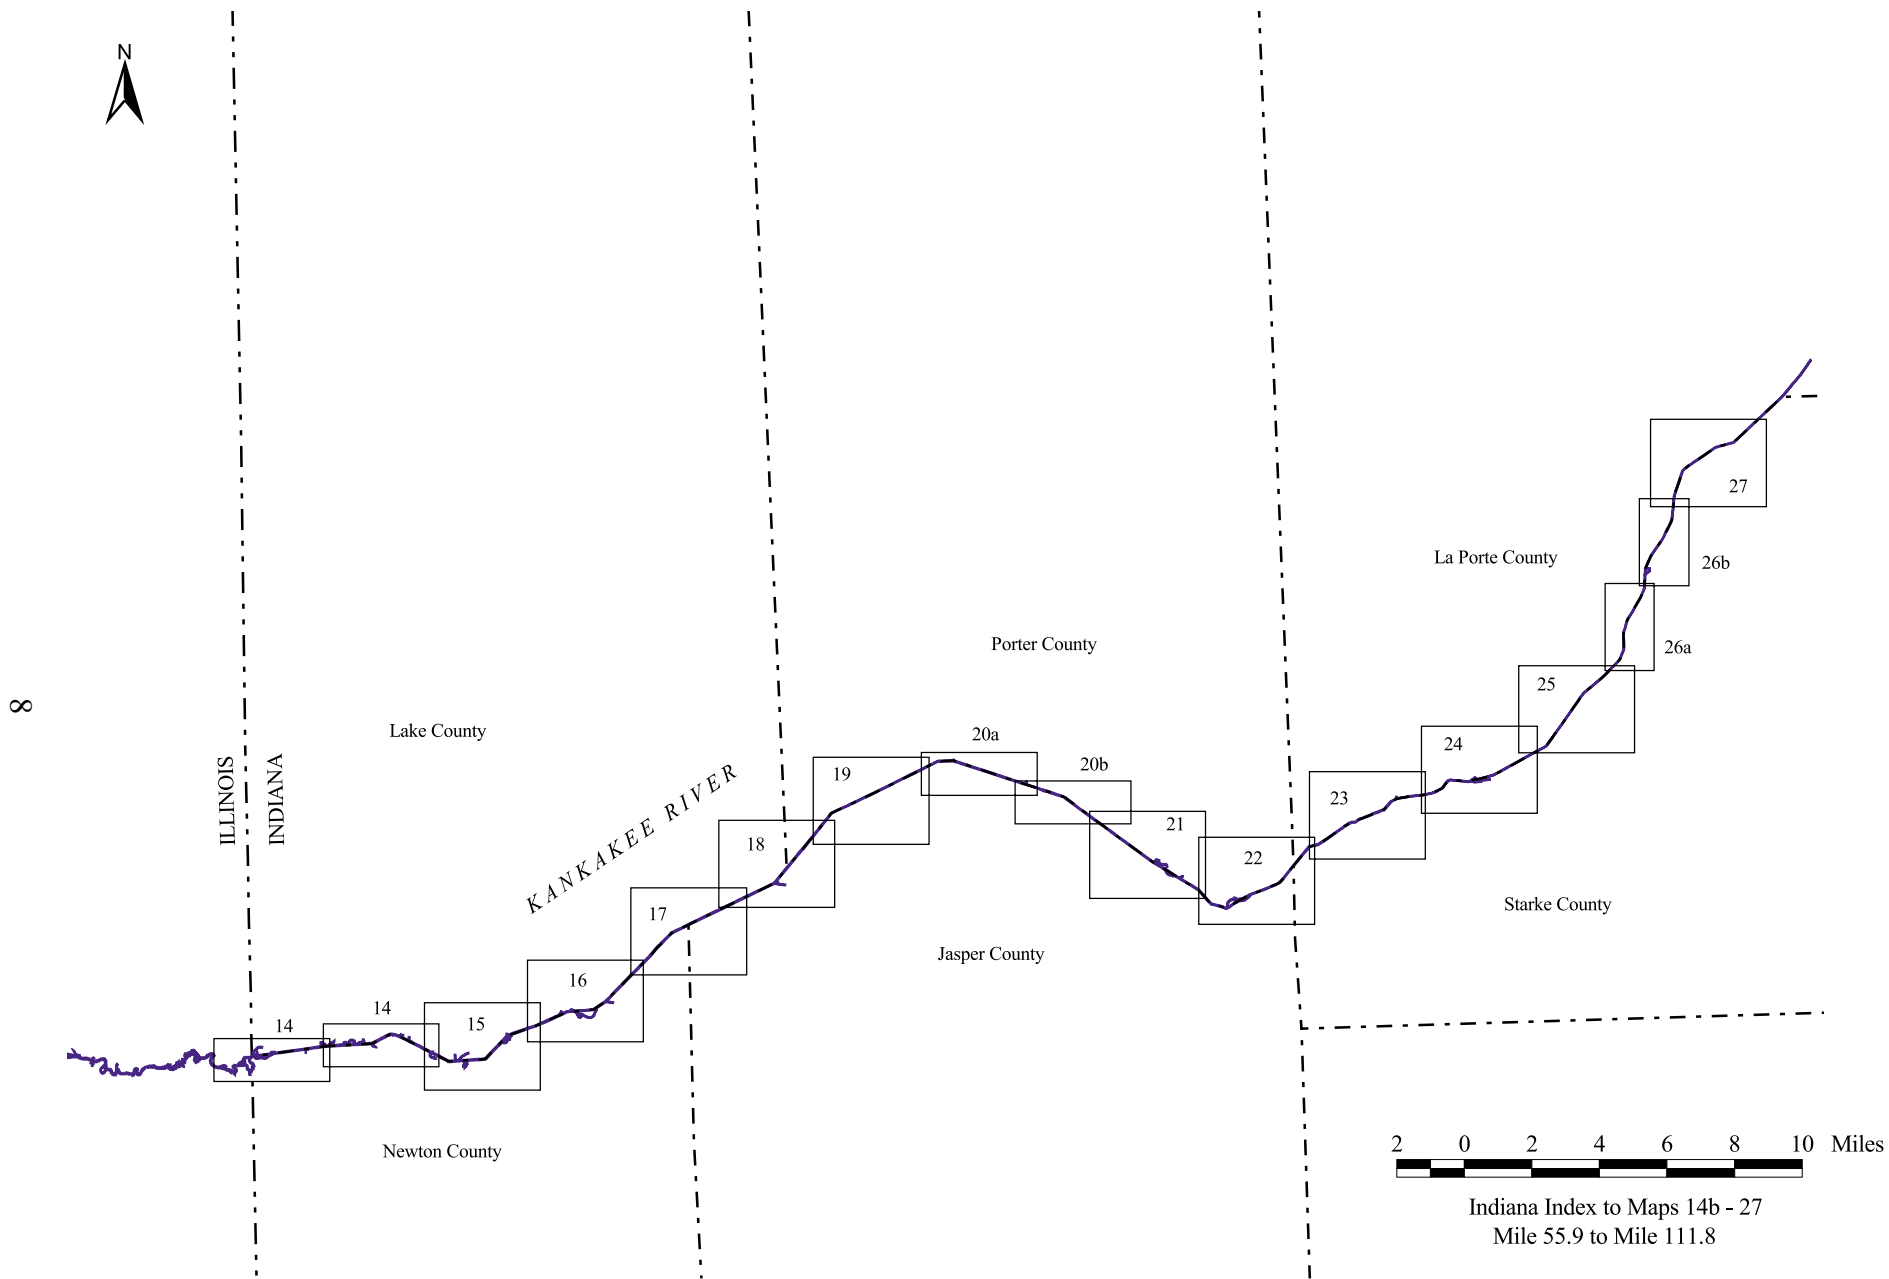 N
27
La Porte County
26b
Porter County
26a
25
8
Lake County
20a
24
20b
ILLINOIS
INDIANA
19
KANKAKEE RIVER
23
21
18
22
Starke County
17
Jasper County
16
14
14
15
Newton County
2 0 2 4 6 8 10 Miles
Indiana Index to Maps 14b - 27
Mile 55.9 to Mile 111.8